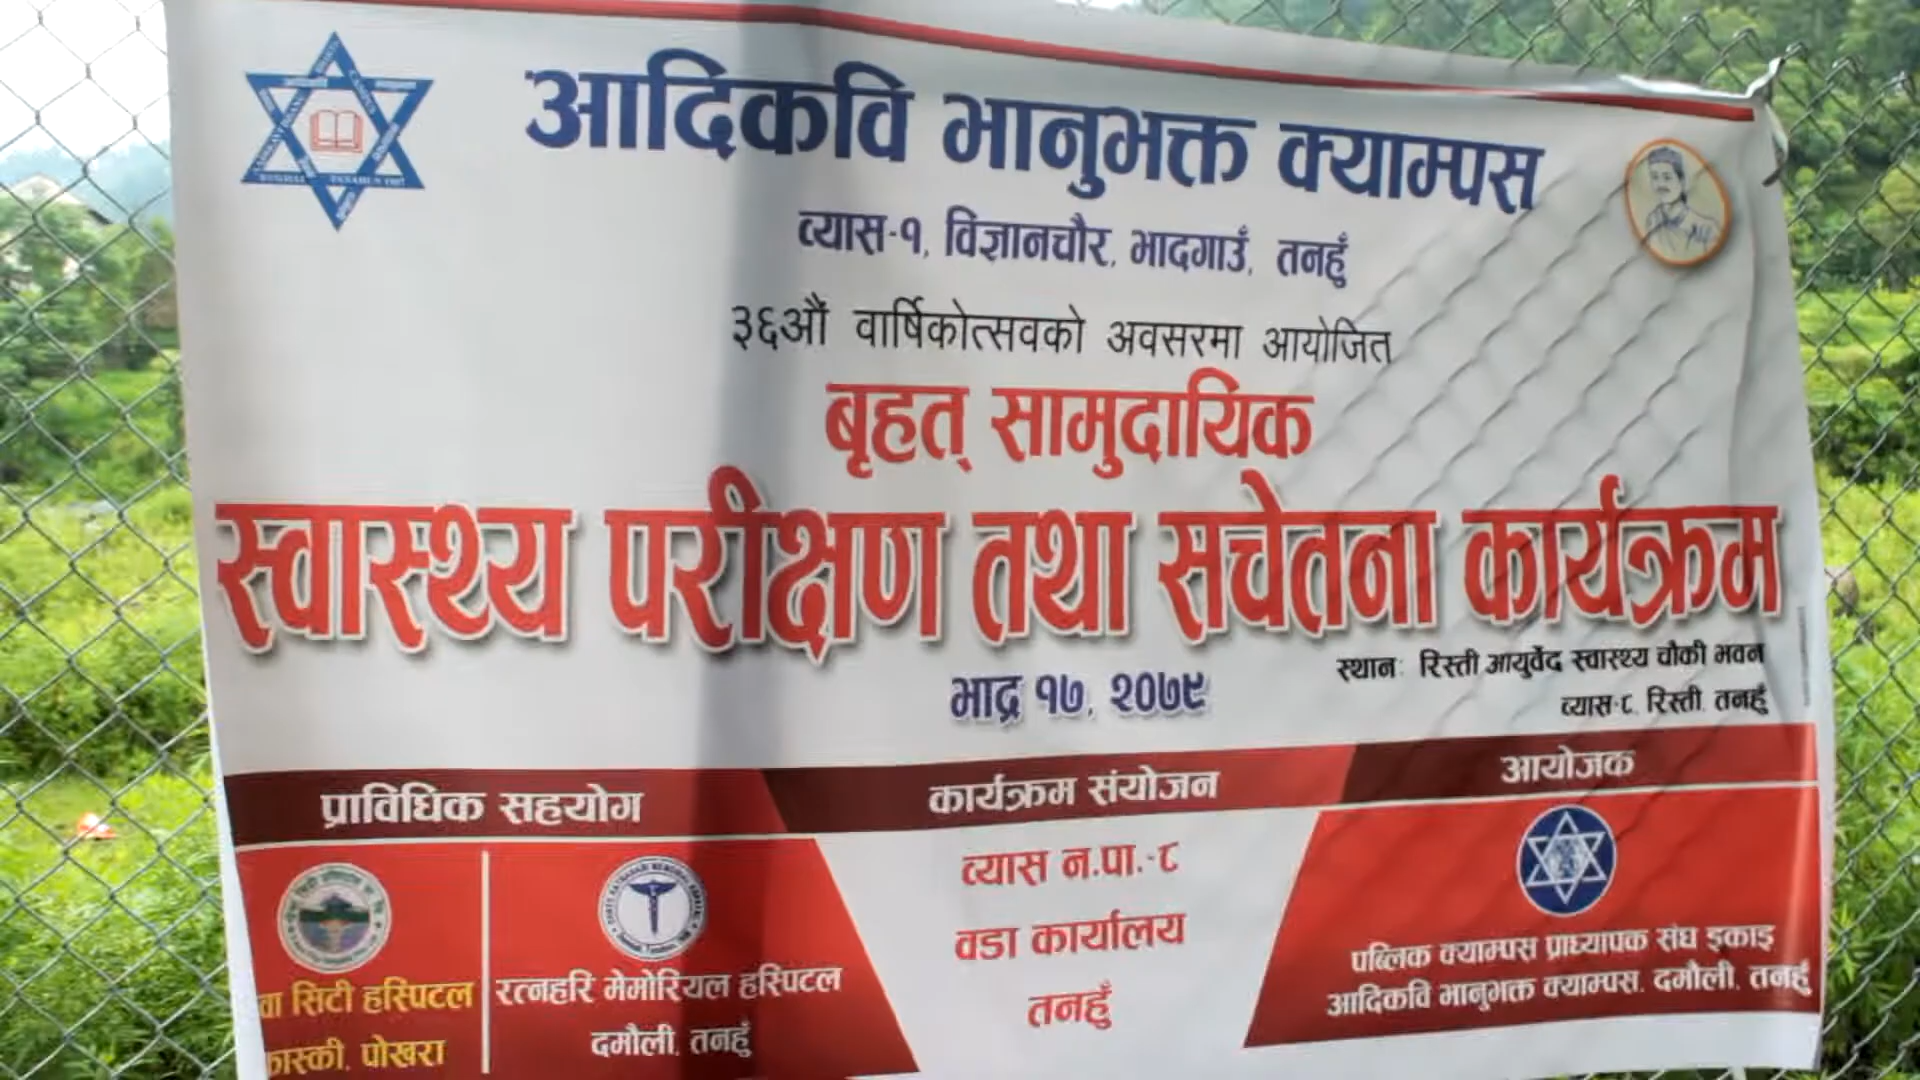 आदिकवि भानुभक्त क्याम्पस
व्यास-१, विज्ञानचौर, भादगाउँ, तनहुँ
३६औं वार्षिकोत्सवको अवसरमा आयोजित
बृहत् सामुदायिक
स्वास्थ्य परीक्षण तथा सचेतना कार्यक्रम
भाद्र १७, २०७९
स्थान: रिस्ती आयुर्वेद स्वास्थ्य चौकी भवन
व्यास-८, रिस्ती, तनहुँ
प्राविधिक सहयोग
सिटी हस्पिटल
पोखरा
रत्नहरि मेमोरियल हस्पिटल
दमौली, तनहुँ
कार्यक्रम संयोजन
व्यास न.पा.-८
वडा कार्यालय
तनहुँ
आयोजक
पब्लिक क्याम्पस प्राध्यापक संघ इकाइ
आदिकवि भानुभक्त क्याम्पस, दमौली, तनहुँ